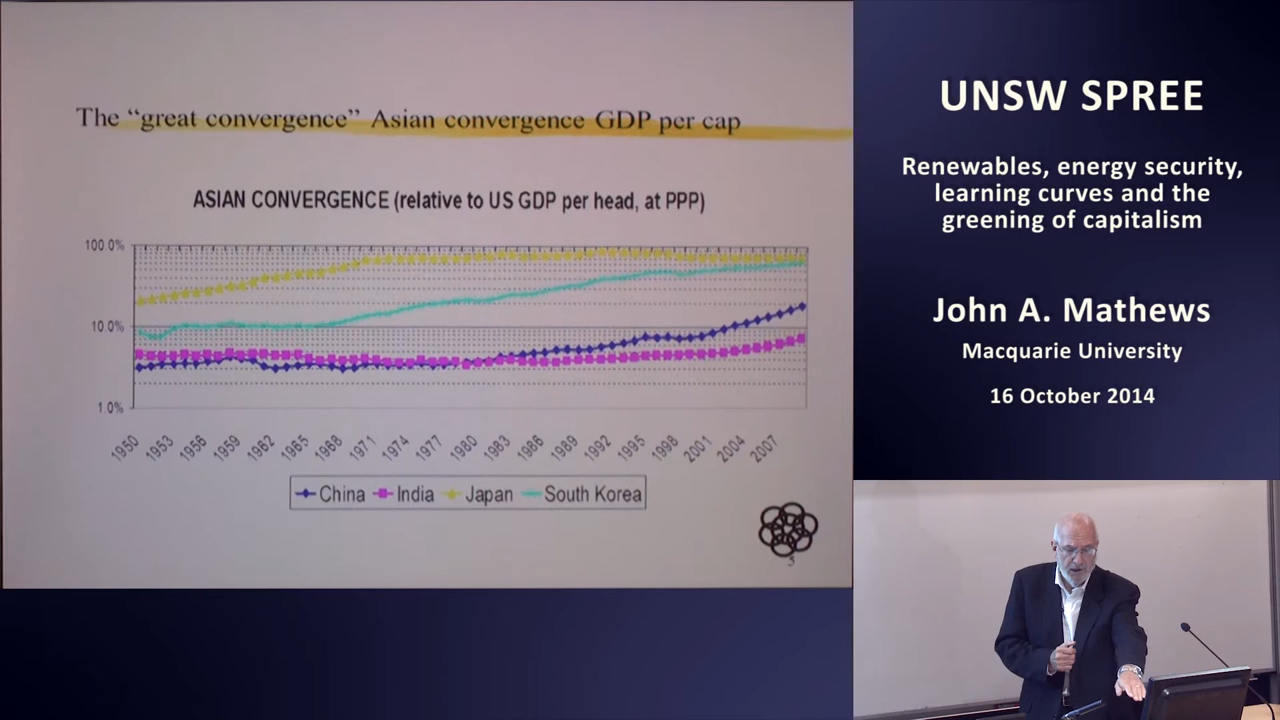 The “great convergence” Asian convergence GDP per cap
ASIAN CONVERGENCE (relative to US GDP per head, at PPP)
100.0%
10.0%
1.0%
1950 1953 1956 1959 1962 1965 1968 1971 1974 1977 1980 1983 1986 1989 1992 1995 1998 2001 2004 2007
China India Japan South Korea
5
UNSW SPREE
Renewables, energy security,
learning curves and the
greening of capitalism
John A. Mathews
Macquarie University
16 October 2014